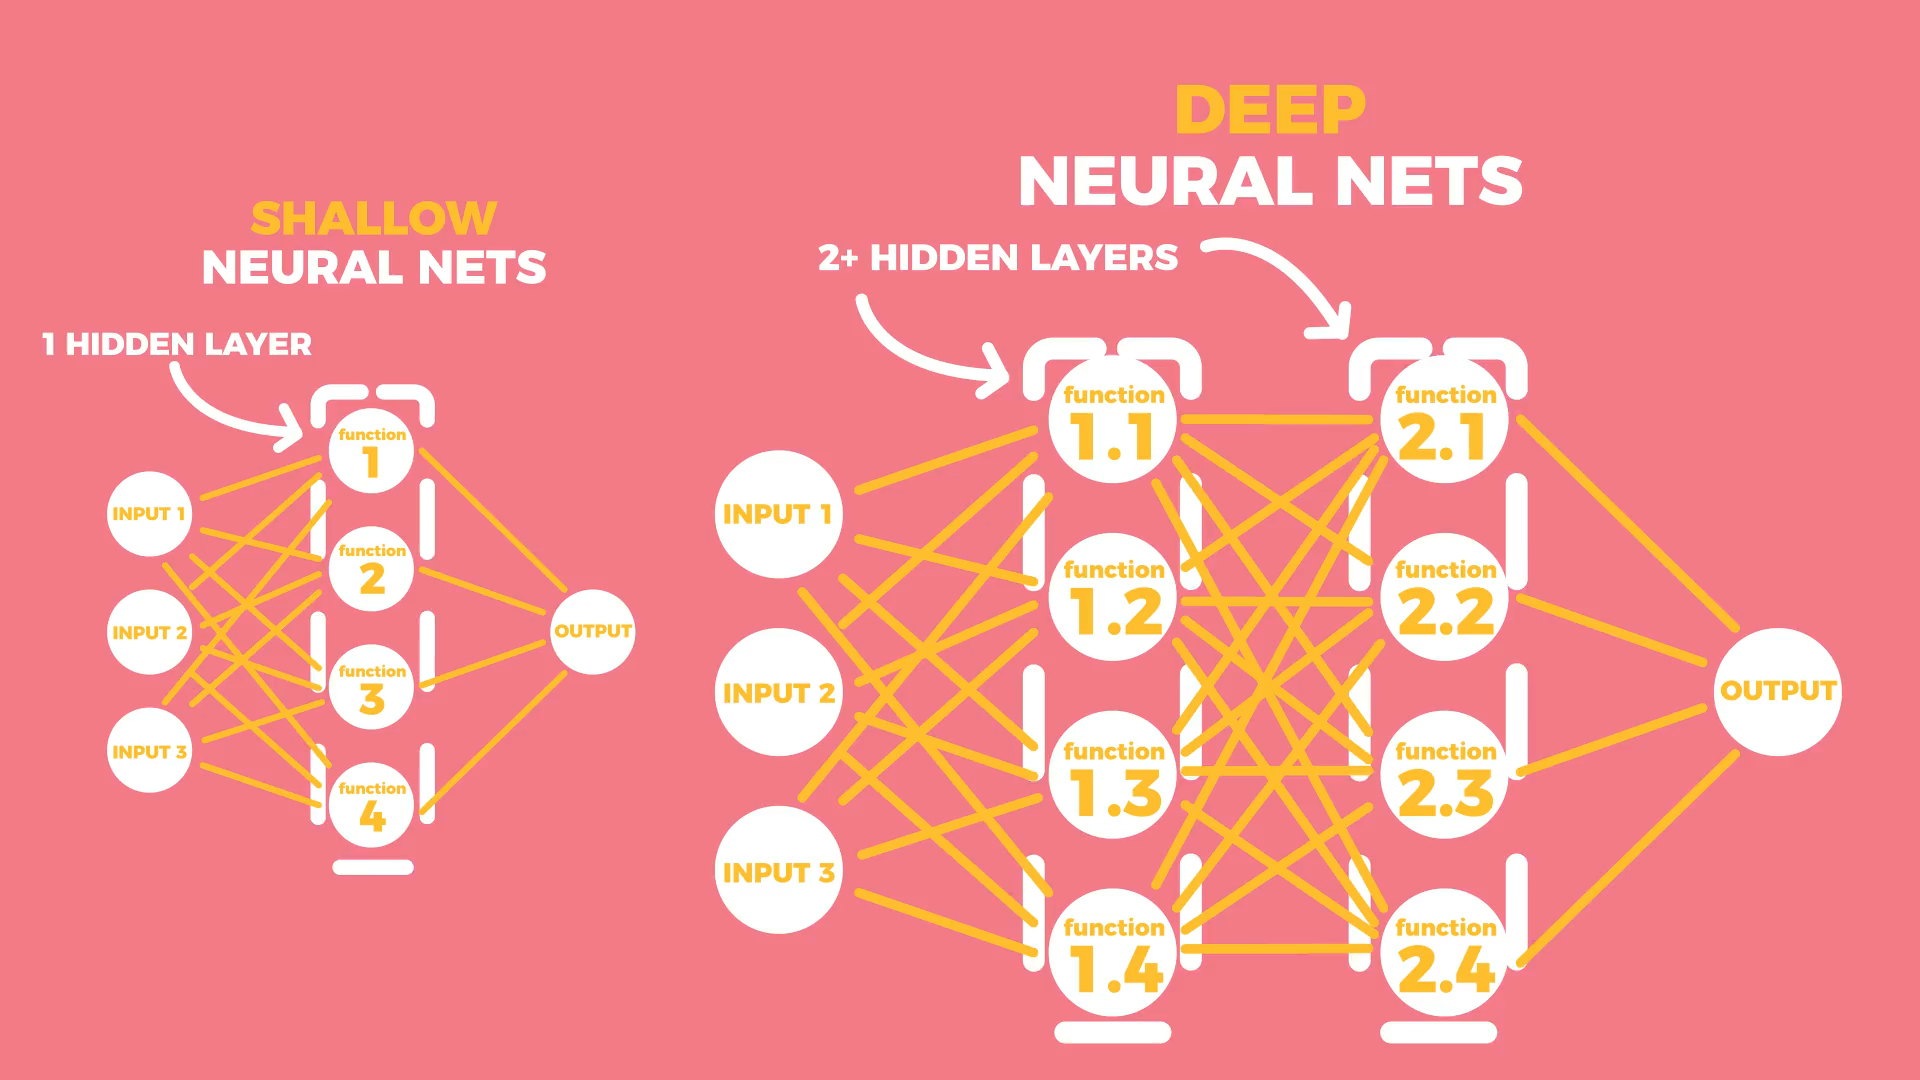 SHALLOW
NEURAL NETS
1 HIDDEN LAYER
INPUT 1
INPUT 2
INPUT 3
function
1
function
2
function
3
function
4
OUTPUT
DEEP
NEURAL NETS
2+ HIDDEN LAYERS
INPUT 1
INPUT 2
INPUT 3
function
1.1
function
1.2
function
1.3
function
1.4
function
2.1
function
2.2
function
2.3
function
2.4
OUTPUT